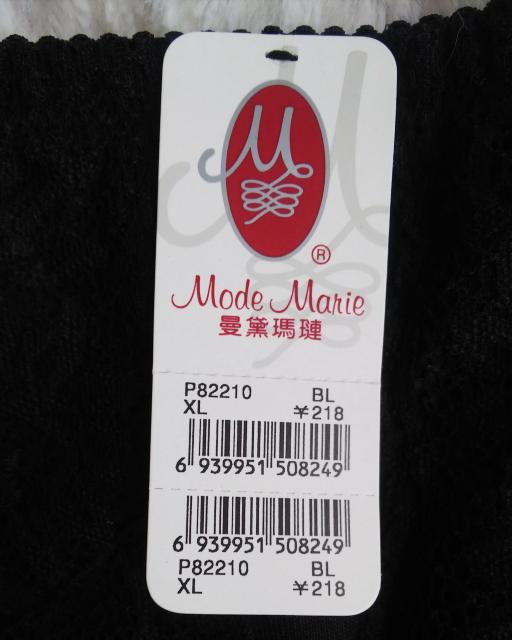 M
®
Mode Marie
曼黛瑪璉
P82210 BL
XL ¥218
6 939951 508249
6 939951 508249
P82210 BL
XL ¥218